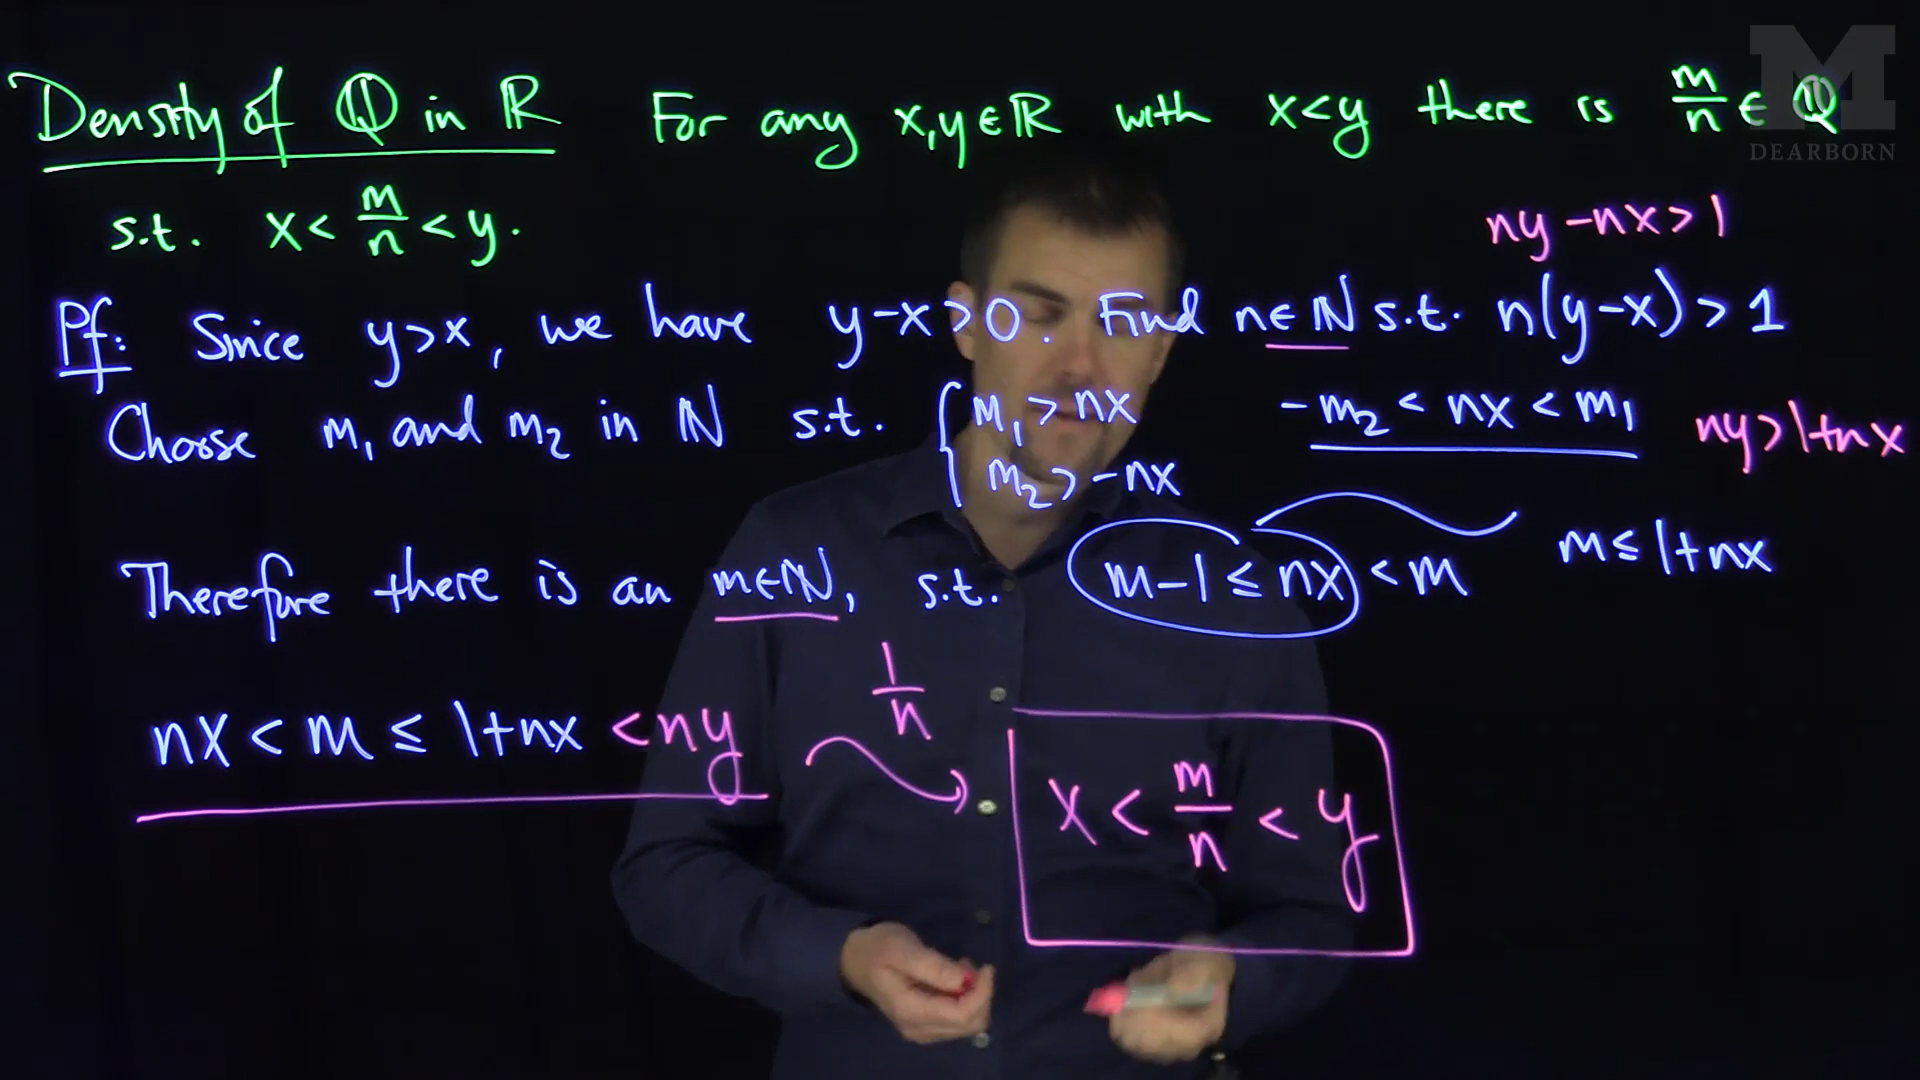 Density of ℚ in ℝ For any x,y∈ℝ with x<y there is m/n ∈ ℚ
M
DEARBORN
s.t. x < m/n < y.
ny - nx > 1
Pf: Since y>x, we have y-x>0. Find n∈ℕ s.t. n(y-x) > 1
Choose m₁ and m₂ in ℕ s.t. { m₁ > nx
m₂ > -nx
-m₂ < nx < m₁
ny > 1+nx
Therefore there is an m∈ℕ, s.t. m-1 ≤ nx < m
m ≤ 1+nx
nx < m ≤ 1+nx < ny
1/n
x < m/n < y